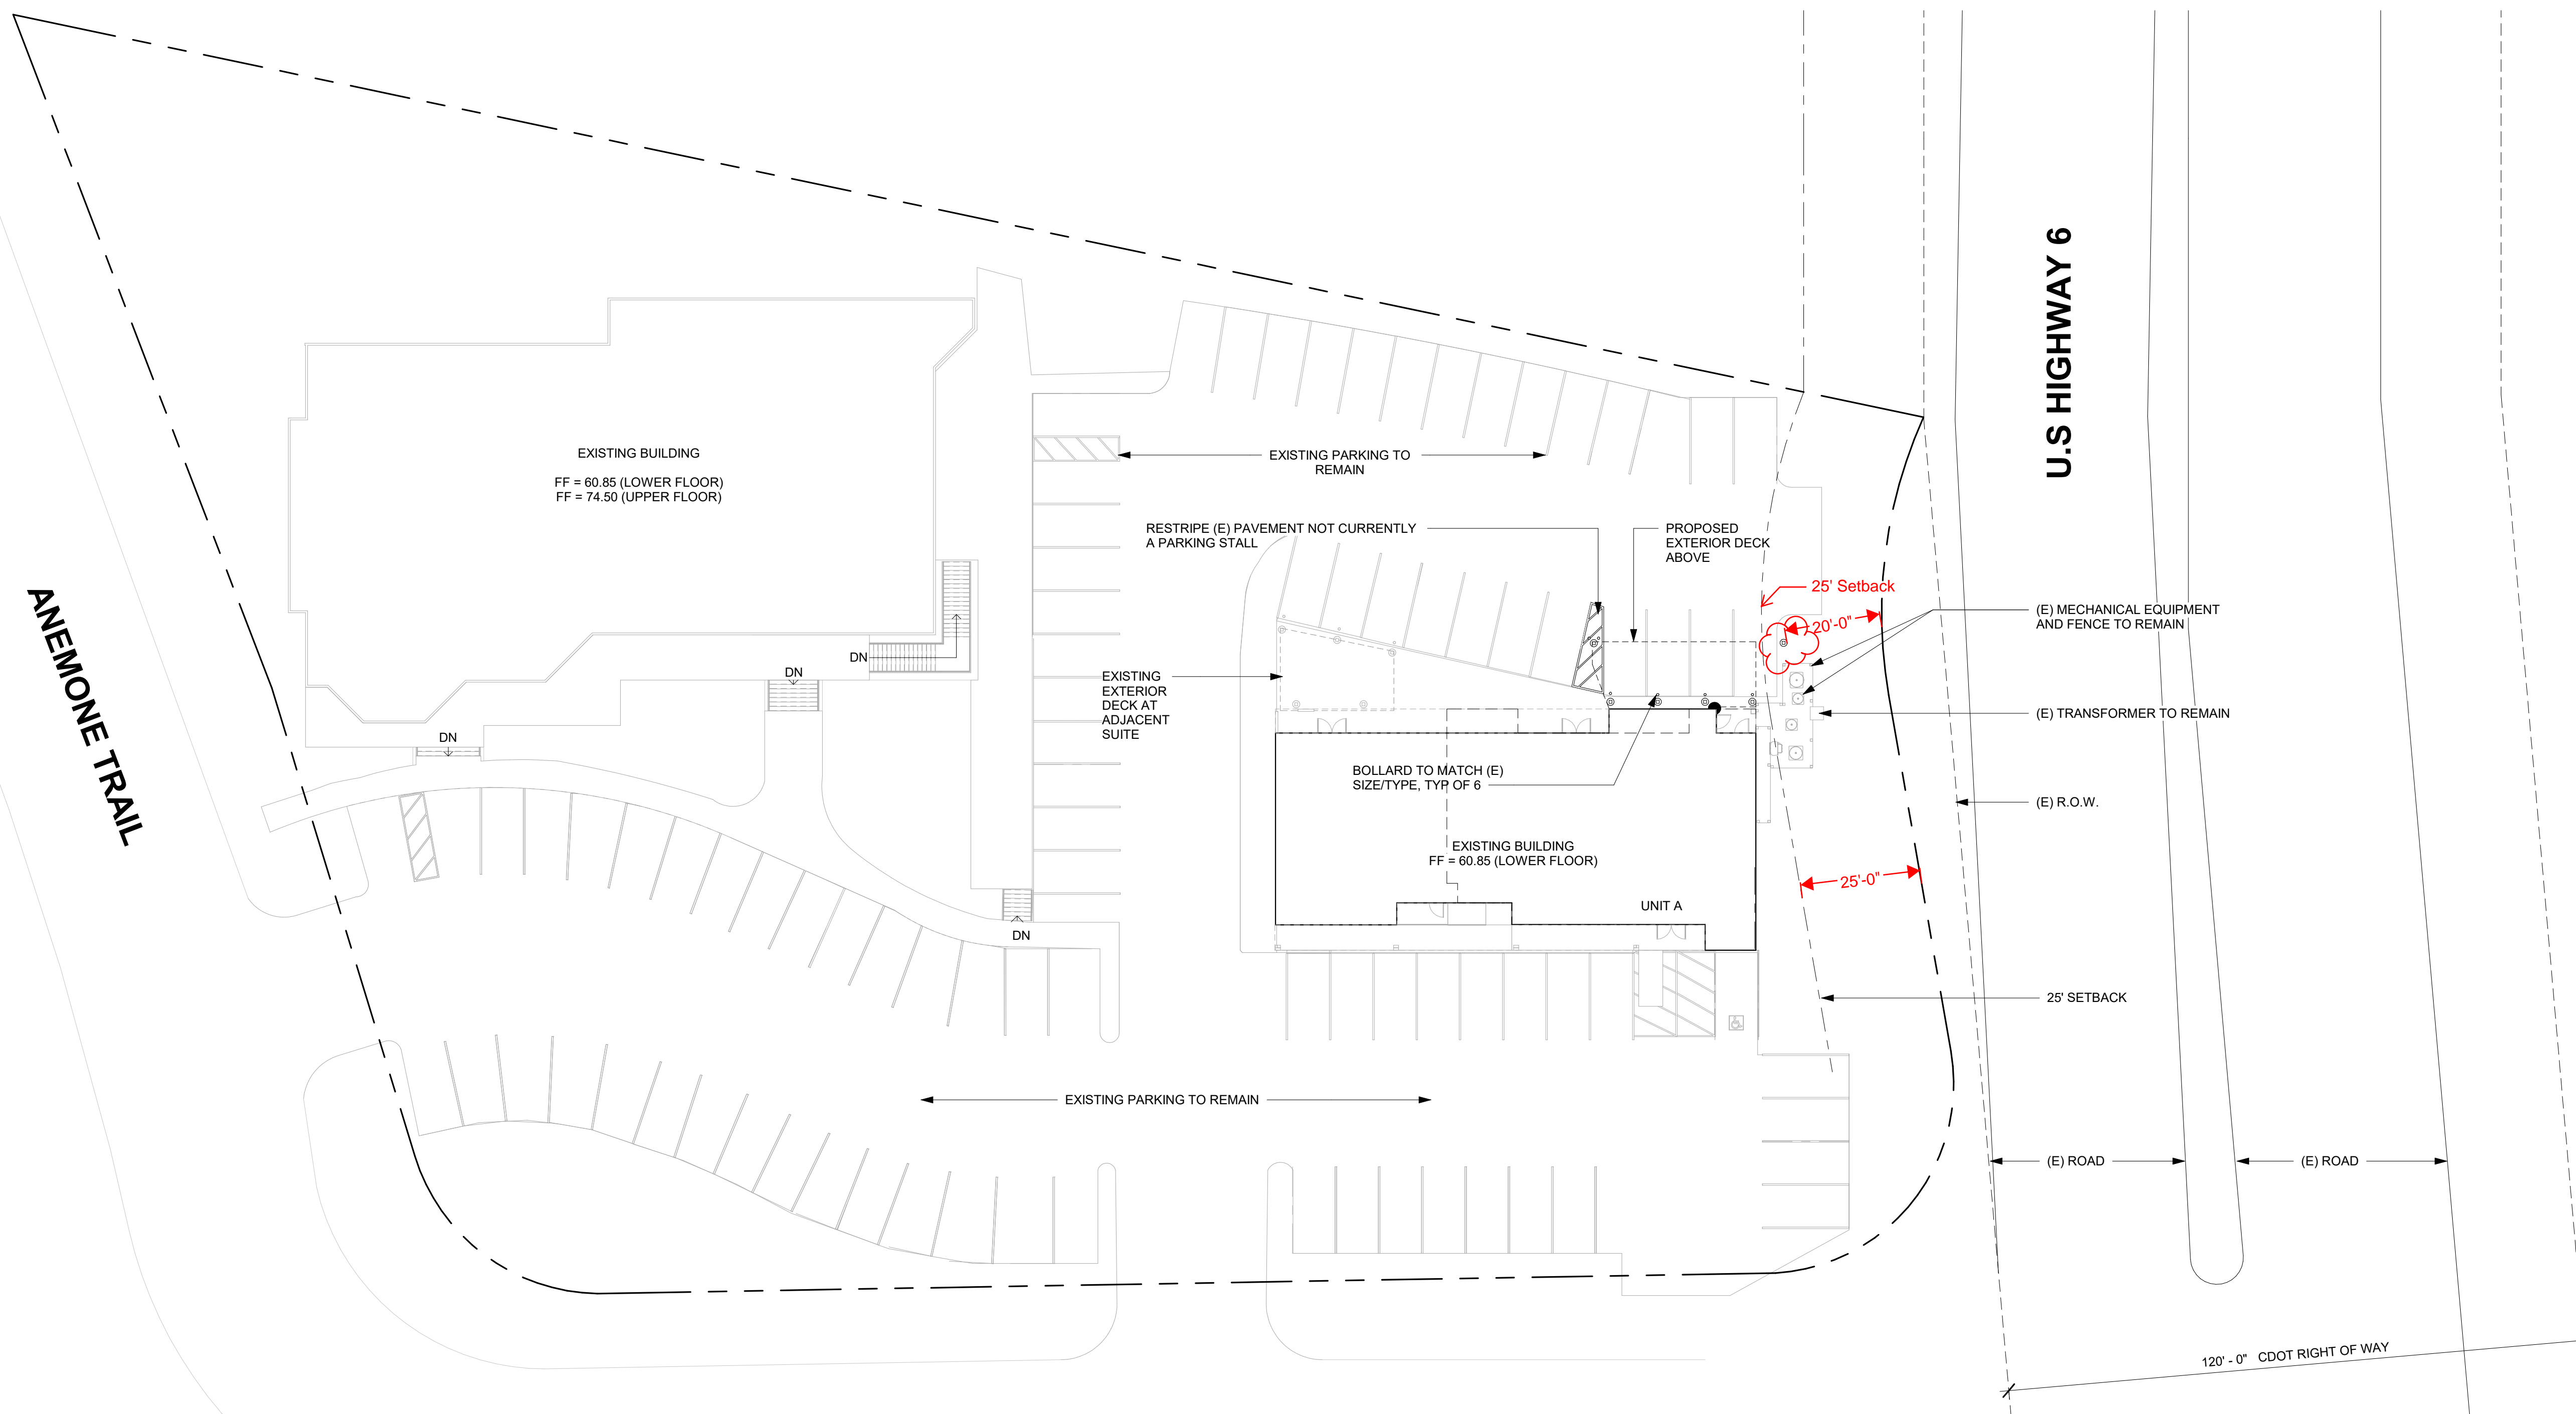 U.S HIGHWAY 6
EXISTING BUILDING
FF = 60.85 (LOWER FLOOR)
FF = 74.50 (UPPER FLOOR)
EXISTING PARKING TO
REMAIN
RESTRIPE (E) PAVEMENT NOT CURRENTLY
A PARKING STALL
PROPOSED
EXTERIOR DECK
ABOVE
25' Setback
20'-0"
(E) MECHANICAL EQUIPMENT
AND FENCE TO REMAIN
ANEMONE TRAIL
DN
DN
DN
EXISTING
EXTERIOR
DECK AT
ADJACENT
SUITE
(E) TRANSFORMER TO REMAIN
BOLLARD TO MATCH (E)
SIZE/TYPE, TYP OF 6
(E) R.O.W.
EXISTING BUILDING
FF = 60.85 (LOWER FLOOR)
25'-0"
UNIT A
DN
25' SETBACK
EXISTING PARKING TO REMAIN
(E) ROAD
(E) ROAD
120' - 0" CDOT RIGHT OF WAY